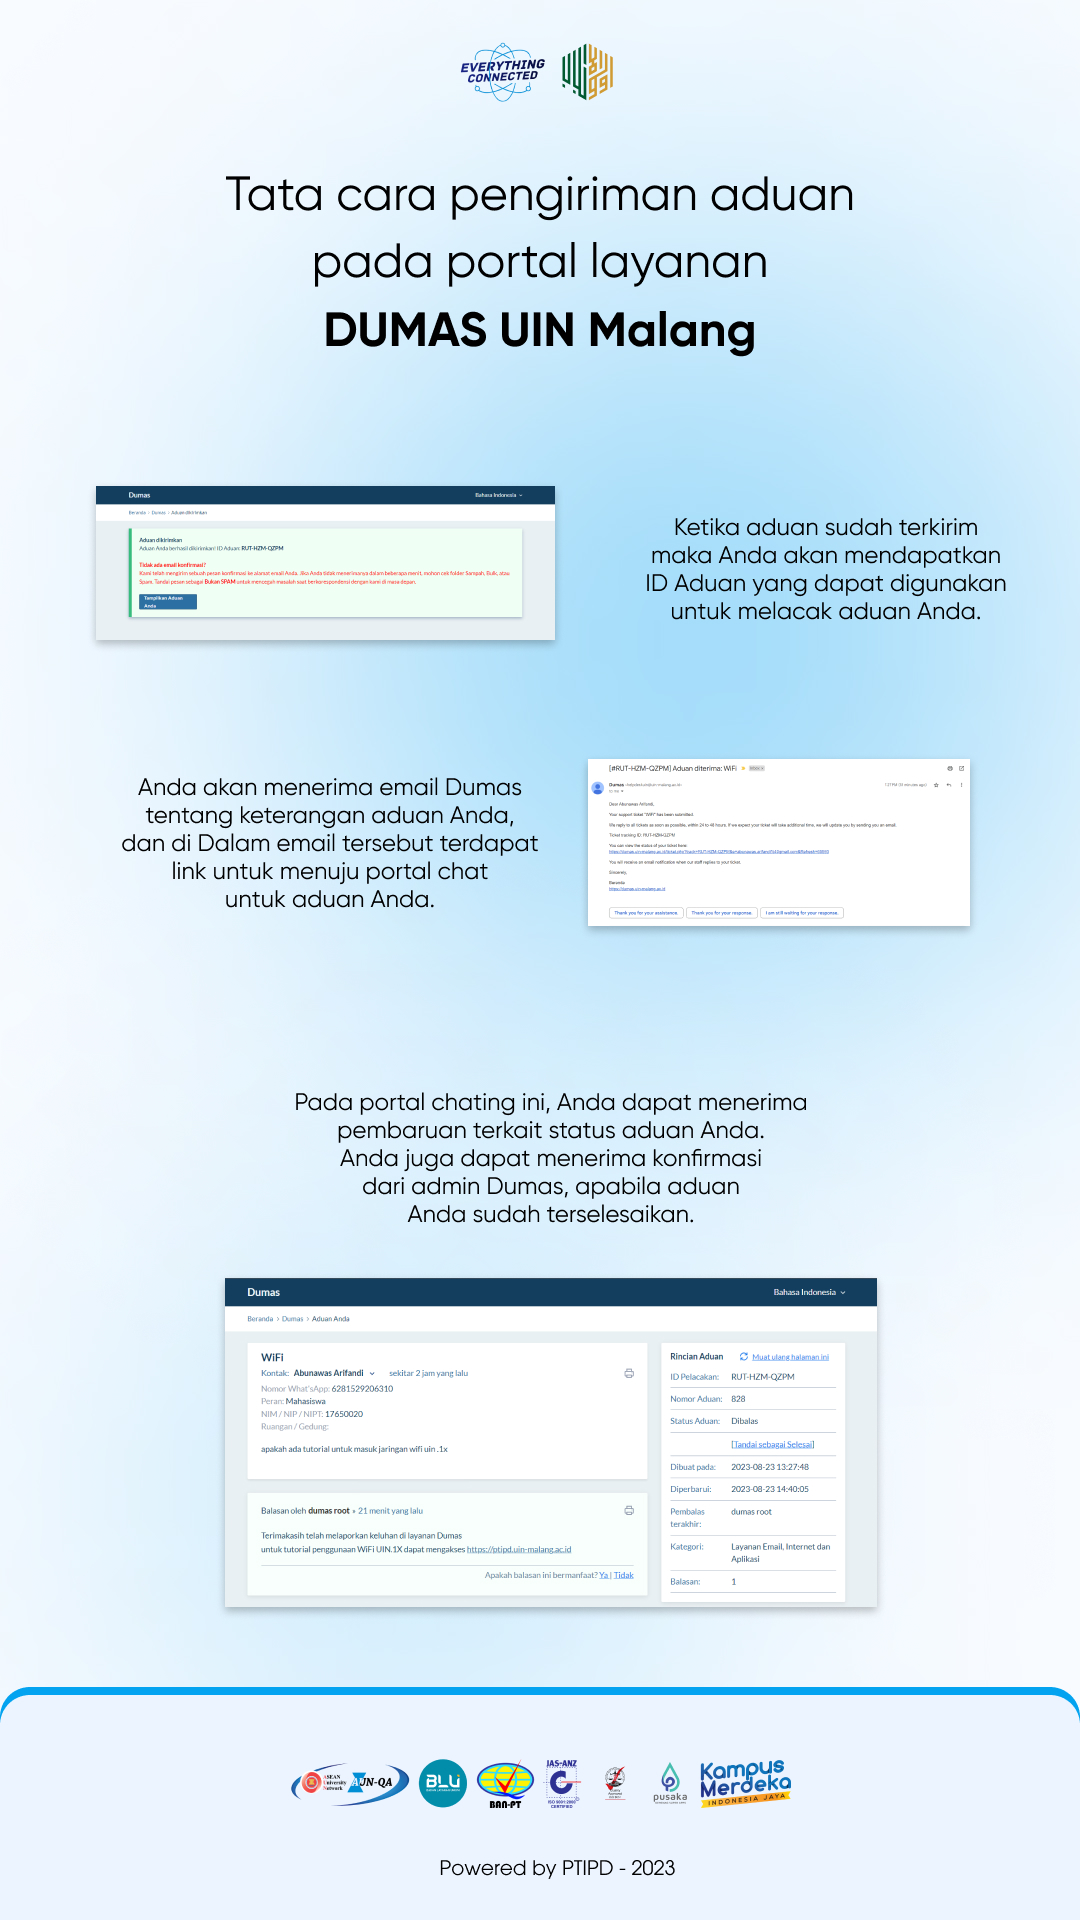 EVERYTHING
CONNECTED
Tata cara pengiriman aduan
pada portal layanan
DUMAS UIN Malang
Dumas
Bahasa Indonesia
Beranda > Dumas > Aduan dikirimkan
Aduan dikirimkan
Aduan Anda berhasil dikirimkan! ID Aduan: RUT-HZM-QZPM
Tidak ada email konfirmasi?
Kami telah mengirim sebuah pesan konfirmasi ke alamat email Anda. Jika Anda tidak menerimanya dalam beberapa menit, mohon cek folder Sampah, Bulk, atau
Spam. Tandai pesan sebagai Bukan SPAM untuk mencegah masalah saat berkorespondensi dengan kami di masa depan.
Tampilkan Aduan
Anda
Ketika aduan sudah terkirim
maka Anda akan mendapatkan
ID Aduan yang dapat digunakan
untuk melacak aduan Anda.
Anda akan menerima email Dumas
tentang keterangan aduan Anda,
dan di Dalam email tersebut terdapat
link untuk menuju portal chat
untuk aduan Anda.
[#RUT-HZM-QZPM] Aduan diterima: WiFi
Dumas
to me
Dear Abunawas Arifandi,
Your support ticket "WiFi" has been submitted.
We reply to all tickets as soon as possible, within 24 to 48 hours. If we expect your ticket will take additional time, we will update you by sending you an email.
Ticket tracking ID: RUT-HZM-QZPM
You can view the status of your ticket here:
You will receive an email notification when our staff replies to your ticket.
Sincerely,
Beranda
https://dumas.uin-malang.ac.id
Thank you for your assistance.
Thank you for your response.
I am still waiting for your response.
Pada portal chating ini, Anda dapat menerima
pembaruan terkait status aduan Anda.
Anda juga dapat menerima konfirmasi
dari admin Dumas, apabila aduan
Anda sudah terselesaikan.
Dumas
Bahasa Indonesia
Beranda > Dumas > Aduan Anda
WiFi
Kontak: Abunawas Arifandi sekitar 2 jam yang lalu
Nomor What'sApp: 6281529206310
Peran: Mahasiswa
NIM / NIP / NIPT: 17650020
Ruangan / Gedung:
apakah ada tutorial untuk masuk jaringan wifi uin .1x
Balasan oleh dumas root » 21 menit yang lalu
Terimakasih telah melaporkan keluhan di layanan Dumas
untuk tutorial penggunaan WiFi UIN.1X dapat mengakses https://ptipd.uin-malang.ac.id
Apakah balasan ini bermanfaat? Ya | Tidak
Rincian Aduan Muat ulang halaman ini
ID Pelacakan: RUT-HZM-QZPM
Nomor Aduan: 828
Status Aduan: Dibalas
[Tandai sebagai Selesai]
Dibuat pada: 2023-08-23 13:27:48
Diperbarui: 2023-08-23 14:40:05
Pembalas
terakhir: dumas root
Kategori: Layanan Email, Internet dan
Aplikasi
Balasan: 1
ASEAN
University
Network
AUN-QA
BLU
BAN-PT
IAS-ANZ
ISO 9001:2000
CERTIFIED
pusaka
Kampus
Merdeka
INDONESIA JAYA
Powered by PTIPD - 2023